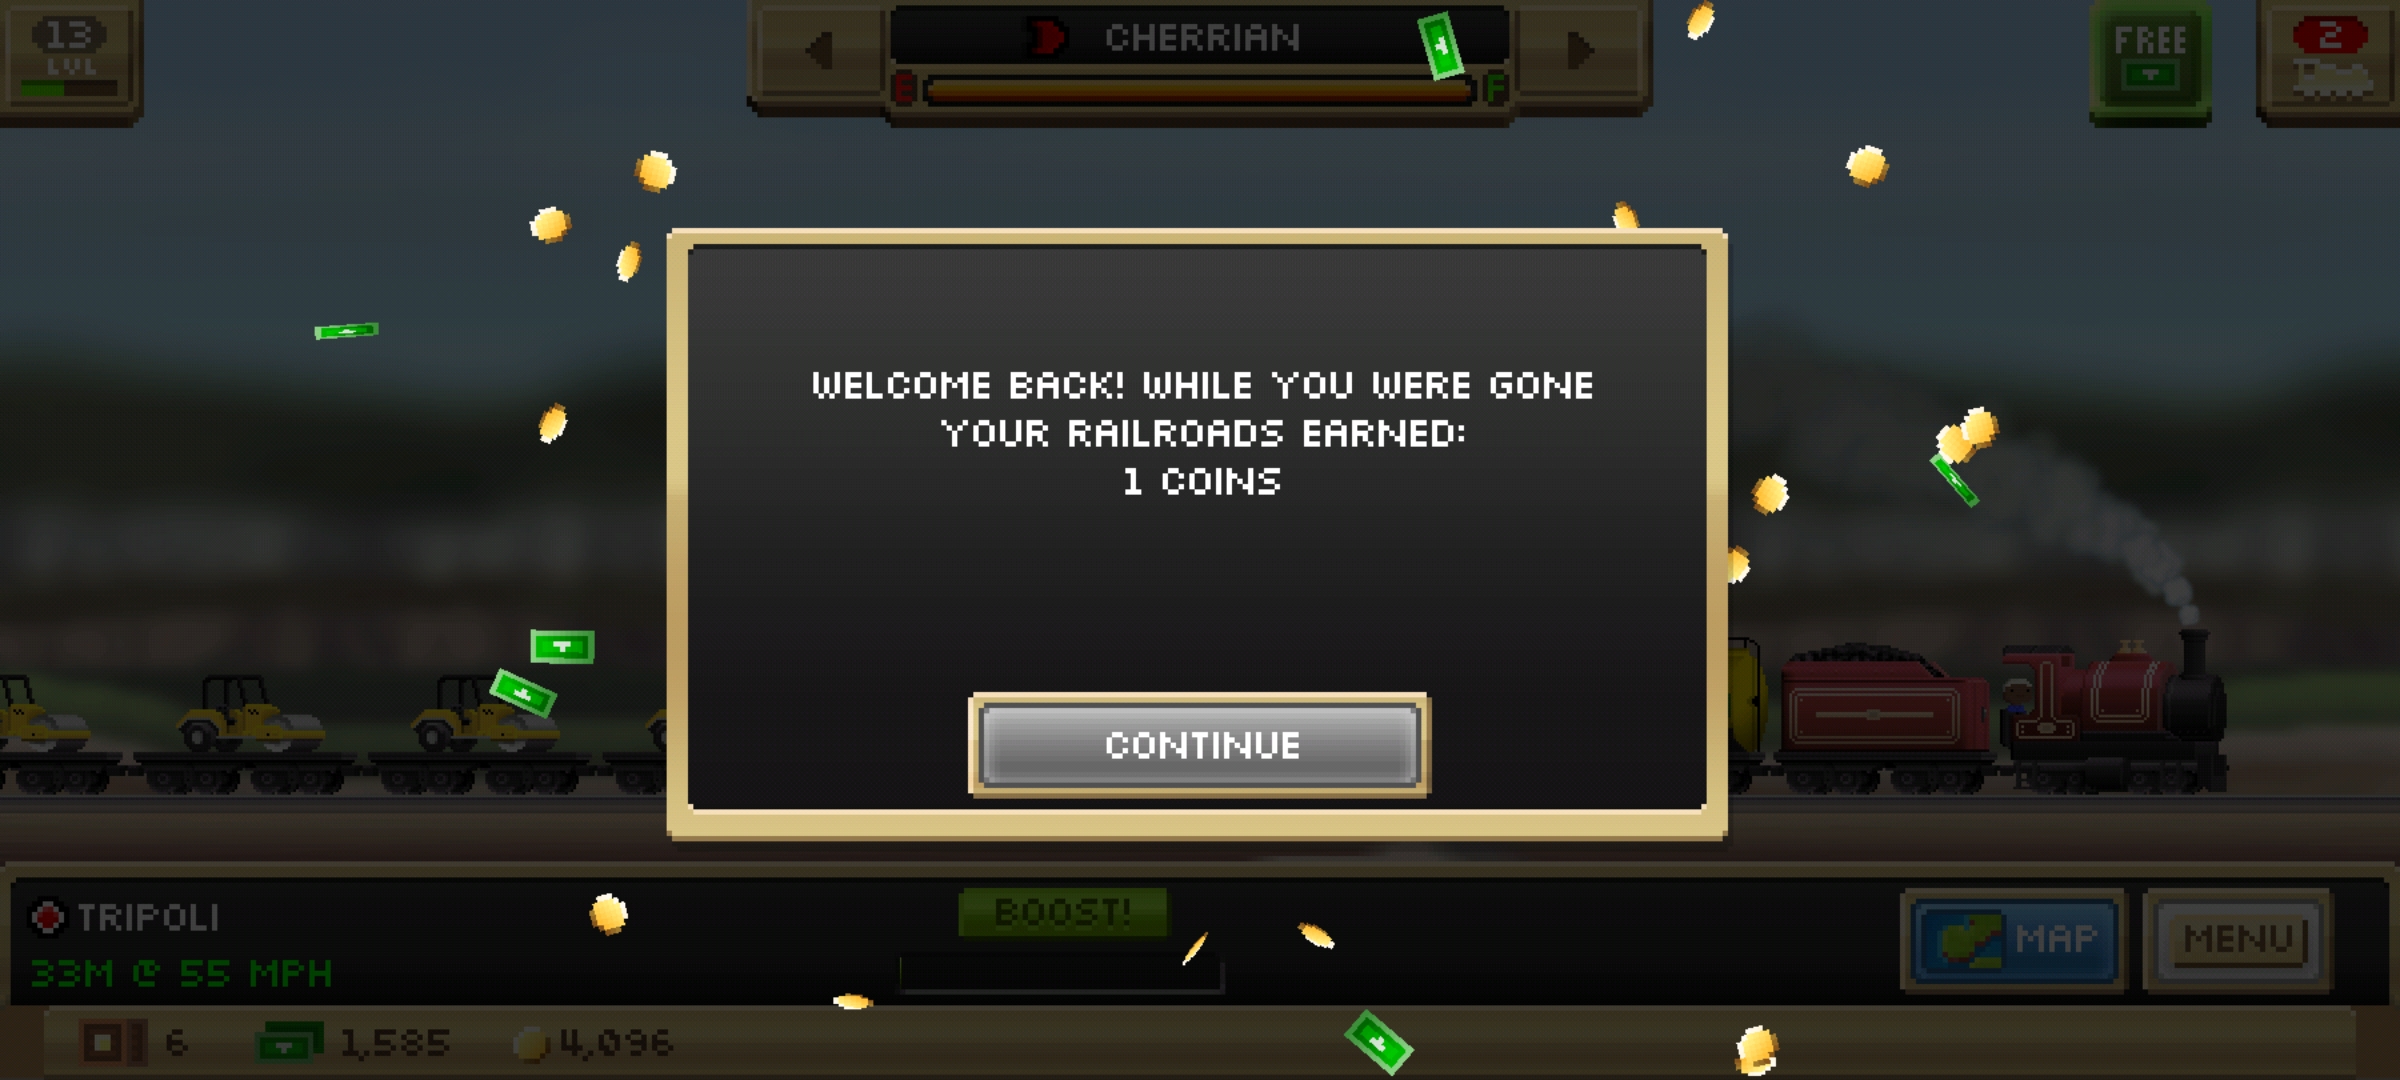 13
LVL
CHERRIAN
E F
FREE
2
WELCOME BACK! WHILE YOU WERE GONE
YOUR RAILROADS EARNED:
1 COINS
CONTINUE
TRIPOLI
33M @ 55 MPH
BOOST!
MAP
MENU
6 1,585 4,096